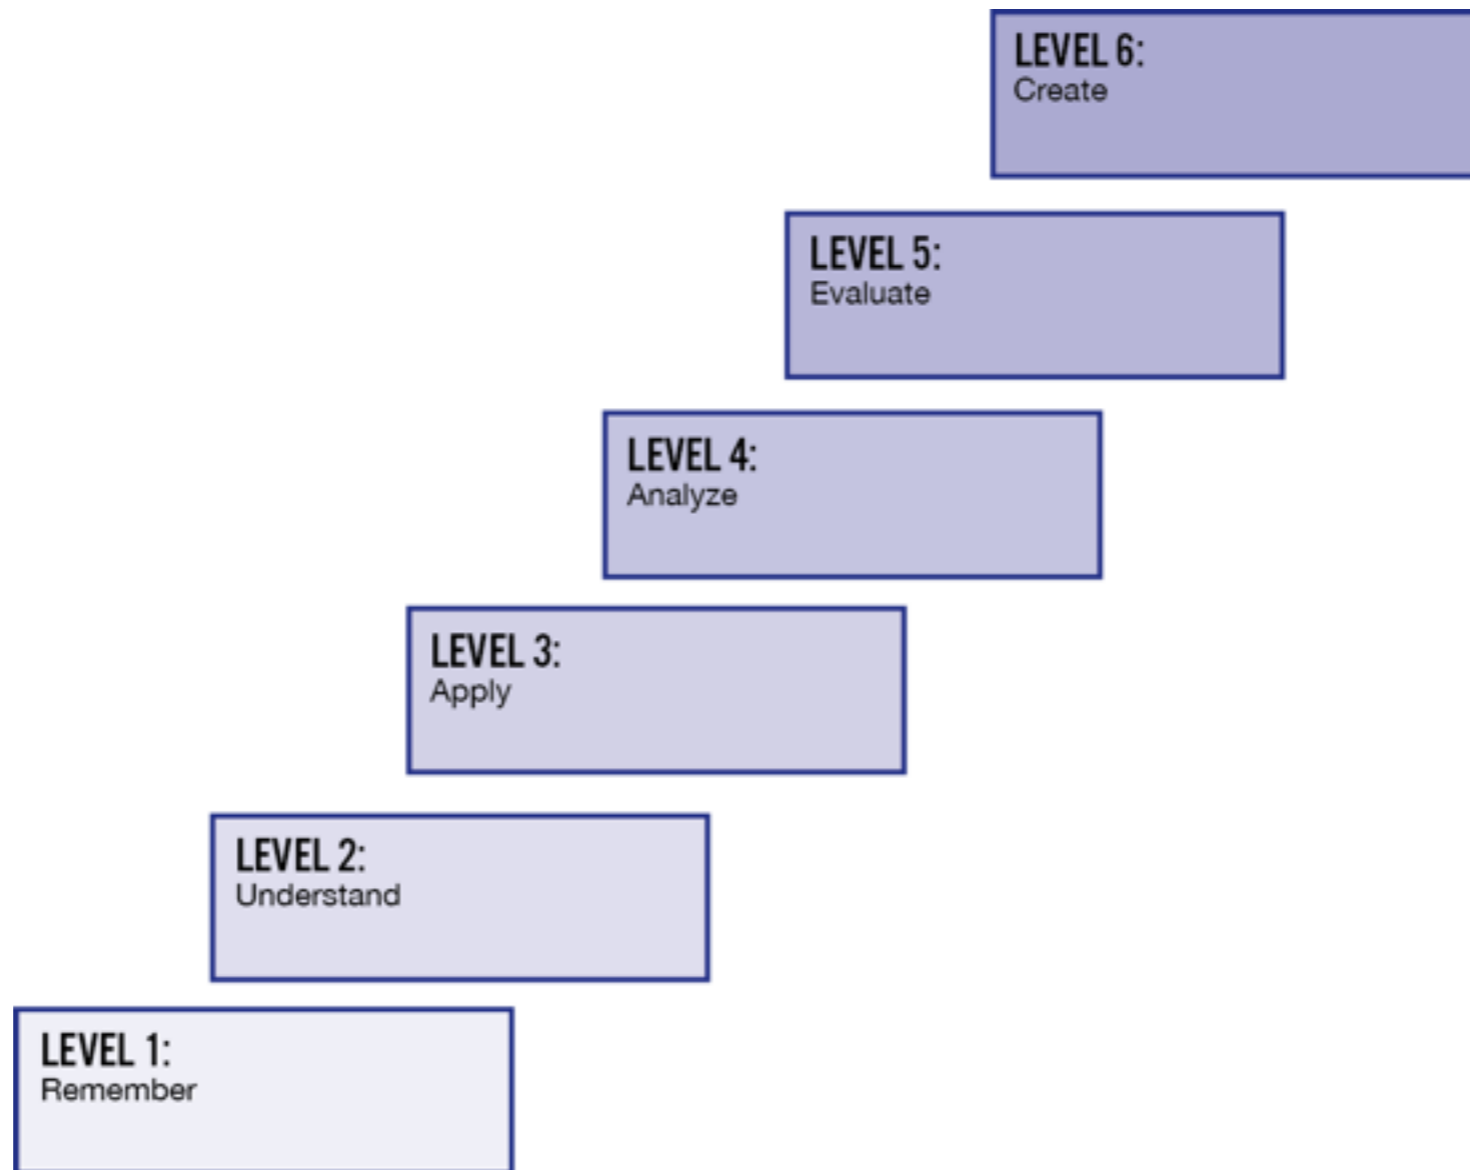 LEVEL 6:
Create
LEVEL 5:
Evaluate
LEVEL 4:
Analyze
LEVEL 3:
Apply
LEVEL 2:
Understand
LEVEL 1:
Remember